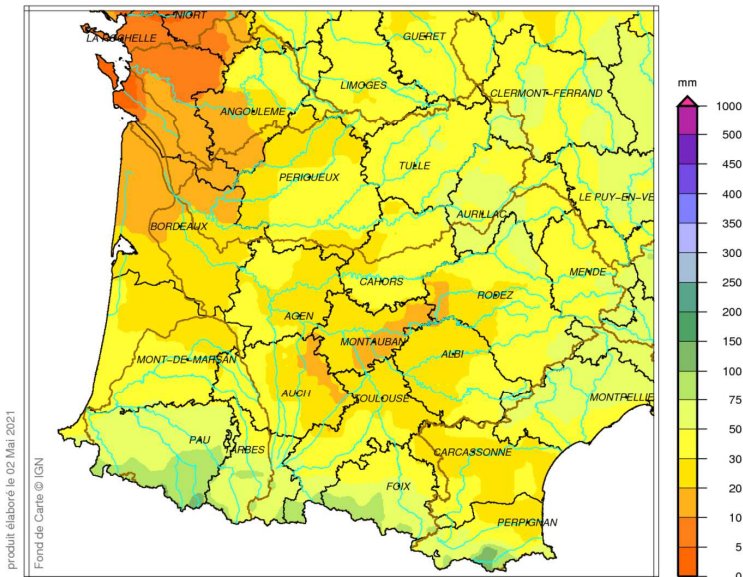 NIORT
LA ROCHELLE
GUERET
LIMOGES
CLERMONT-FERRAND
ANGOULEME
TULLE
PERIGUEUX
LE PUY-EN-VE
AURILLAC
BORDEAUX
MENDE
CAHORS
RODEZ
AGEN
MONTAUBAN
ALBI
MONT-DE-MARSAN
AUCH
TOULOUSE
MONTPELLIE
PAU
TARBES
CARCASSONNE
FOIX
PERPIGNAN
mm
1000
500
450
400
350
300
250
200
150
100
75
50
30
20
10
5
0
produit élaboré le 02 Mai 2021
Fond de Carte © IGN